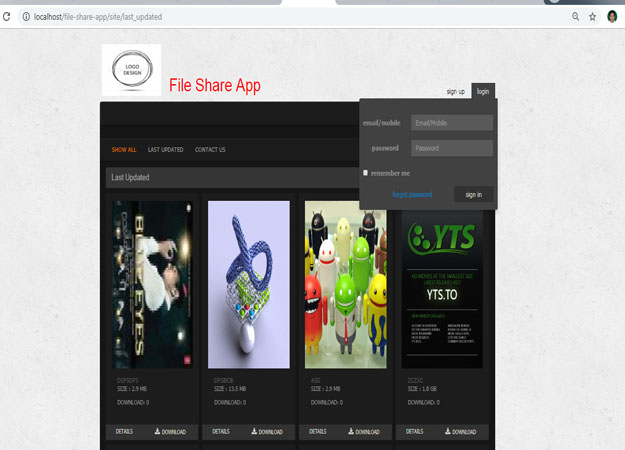 localhost/file-share-app/site/last_updated
LOGO
DESIGN
File Share App
sign up
login
email/mobile
Email/Mobile
password
Password
remember me
forgot password
sign in
SHOW ALL
LAST UPDATED
CONTACT US
Last Updated
BILLIE EYES
YTS
HD MOVIES AT THE SMALLEST SIZE
YTS.TO
DSFSDFS
SIZE : 2.9 MB
DOWNLOAD: 0
DETAILS
DOWNLOAD
DFSBCB
SIZE : 13.5 MB
DOWNLOAD: 0
DETAILS
DOWNLOAD
ASD
SIZE : 2.9 MB
DOWNLOAD: 0
DETAILS
DOWNLOAD
ZCZXC
SIZE : 1.8 GB
DOWNLOAD: 0
DETAILS
DOWNLOAD